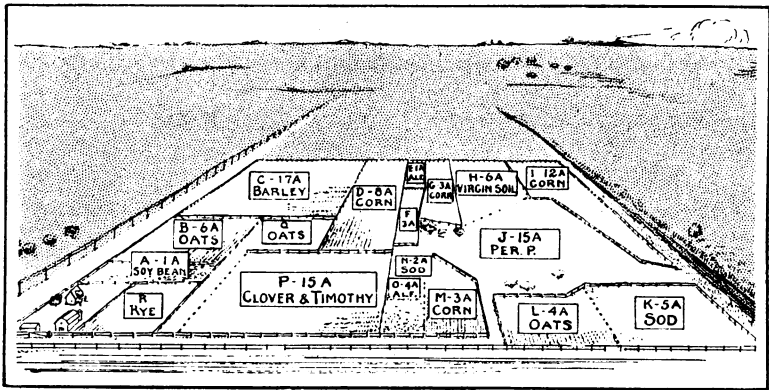 C-17A
BARLEY
D-8A
CORN
E 1A
ALF.
G 3A
CORN
H-6A
VIRGIN SOIL
I 12A
CORN
B-6A
OATS
Q
OATS
F
3A
J-15A
PER. P.
A-1A
SOY BEAN
R
RYE
P-15A
CLOVER & TIMOTHY
N-2A
SOD
O-4A
ALF.
M-3A
CORN
L-4A
OATS
K-5A
SOD